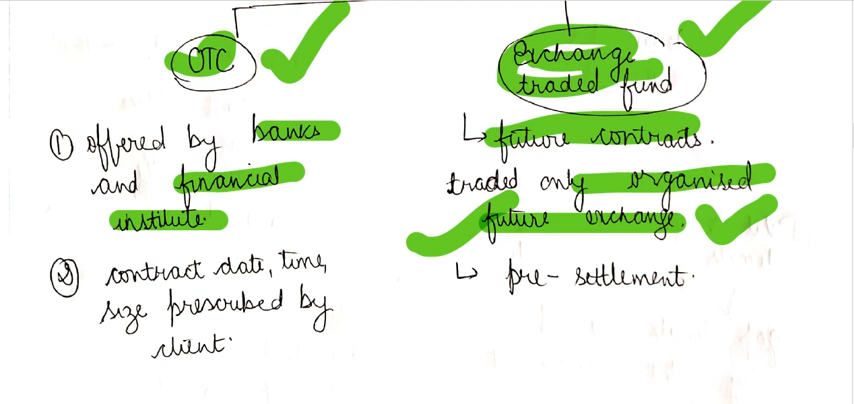 OTC
① offered by banks
and financial
institute.
② contract date, time,
size prescribed by
client.
Exchange
traded fund
↳ future contracts.
traded only organised
future exchange.
↳ pre-settlement.